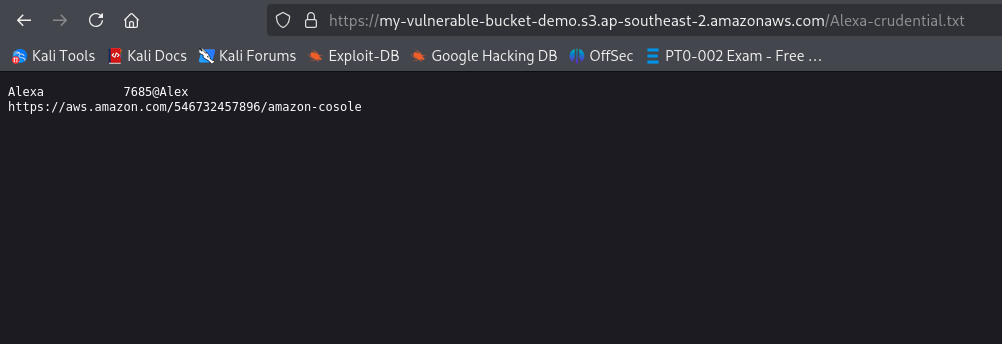 https://my-vulnerable-bucket-demo.s3.ap-southeast-2.amazonaws.com/Alexa-crudential.txt
Kali Tools Kali Docs Kali Forums Exploit-DB Google Hacking DB OffSec PT0-002 Exam - Free ...
Alexa 7685@Alex
https://aws.amazon.com/546732457896/amazon-cosole